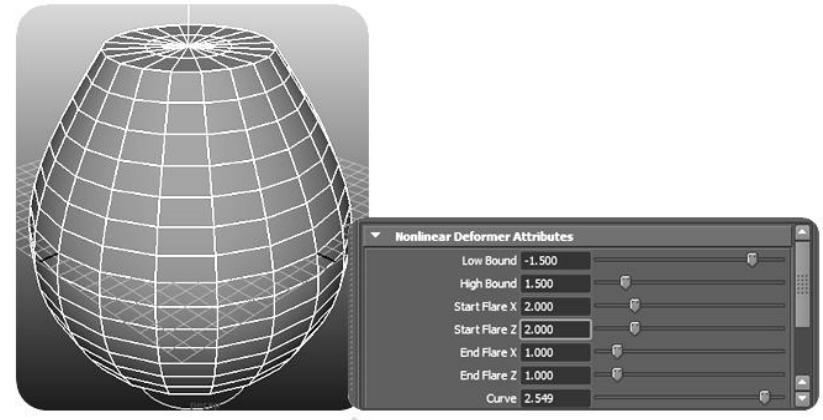 Nonlinear Deformer Attributes
Low Bound -1.500
High Bound 1.500
Start Flare X 2.000
Start Flare Z 2.000
End Flare X 1.000
End Flare Z 1.000
Curve 2.549
persp